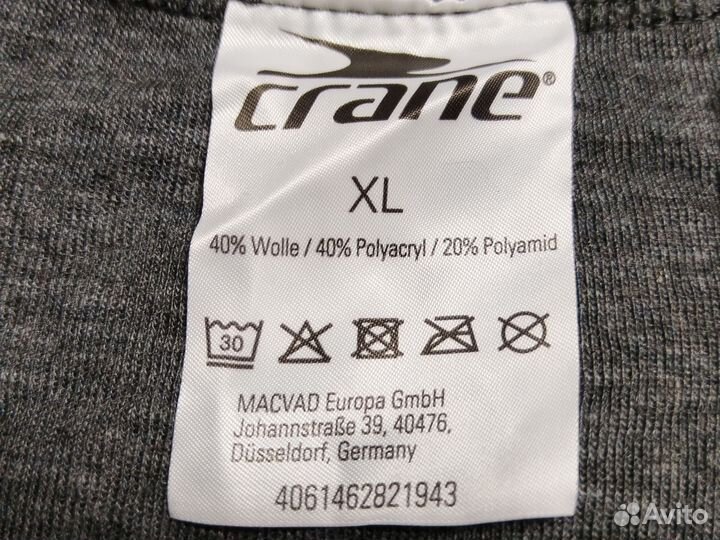 crane®
XL
40% Wolle / 40% Polyacryl / 20% Polyamid
30
MACVAD Europa GmbH
Johannstraße 39, 40476,
Düsseldorf, Germany
4061462821943
Avito